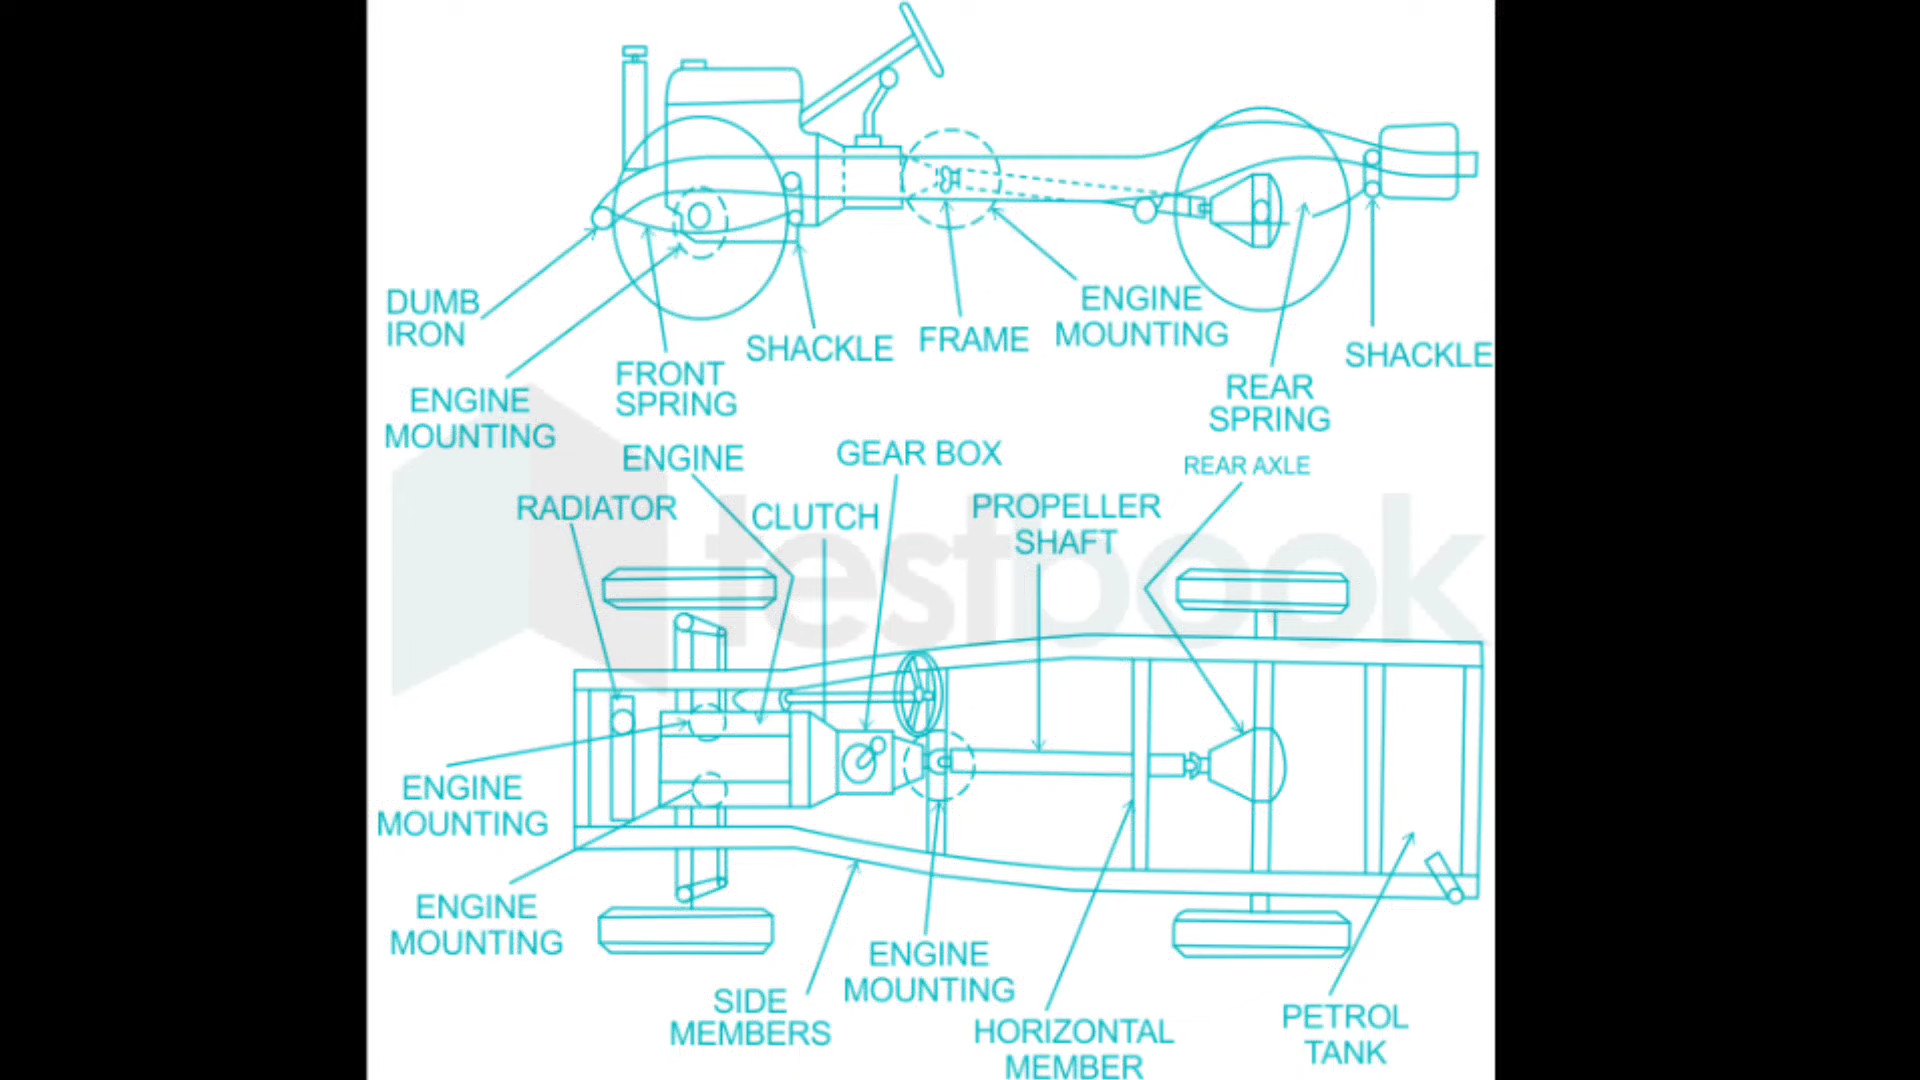 DUMB
IRON
ENGINE
MOUNTING
FRONT
SPRING
SHACKLE
FRAME
ENGINE
MOUNTING
REAR
SPRING
SHACKLE
ENGINE
GEAR BOX
REAR AXLE
RADIATOR
CLUTCH
PROPELLER
SHAFT
testbook
ENGINE
MOUNTING
ENGINE
MOUNTING
SIDE
MEMBERS
ENGINE
MOUNTING
HORIZONTAL
MEMBER
PETROL
TANK